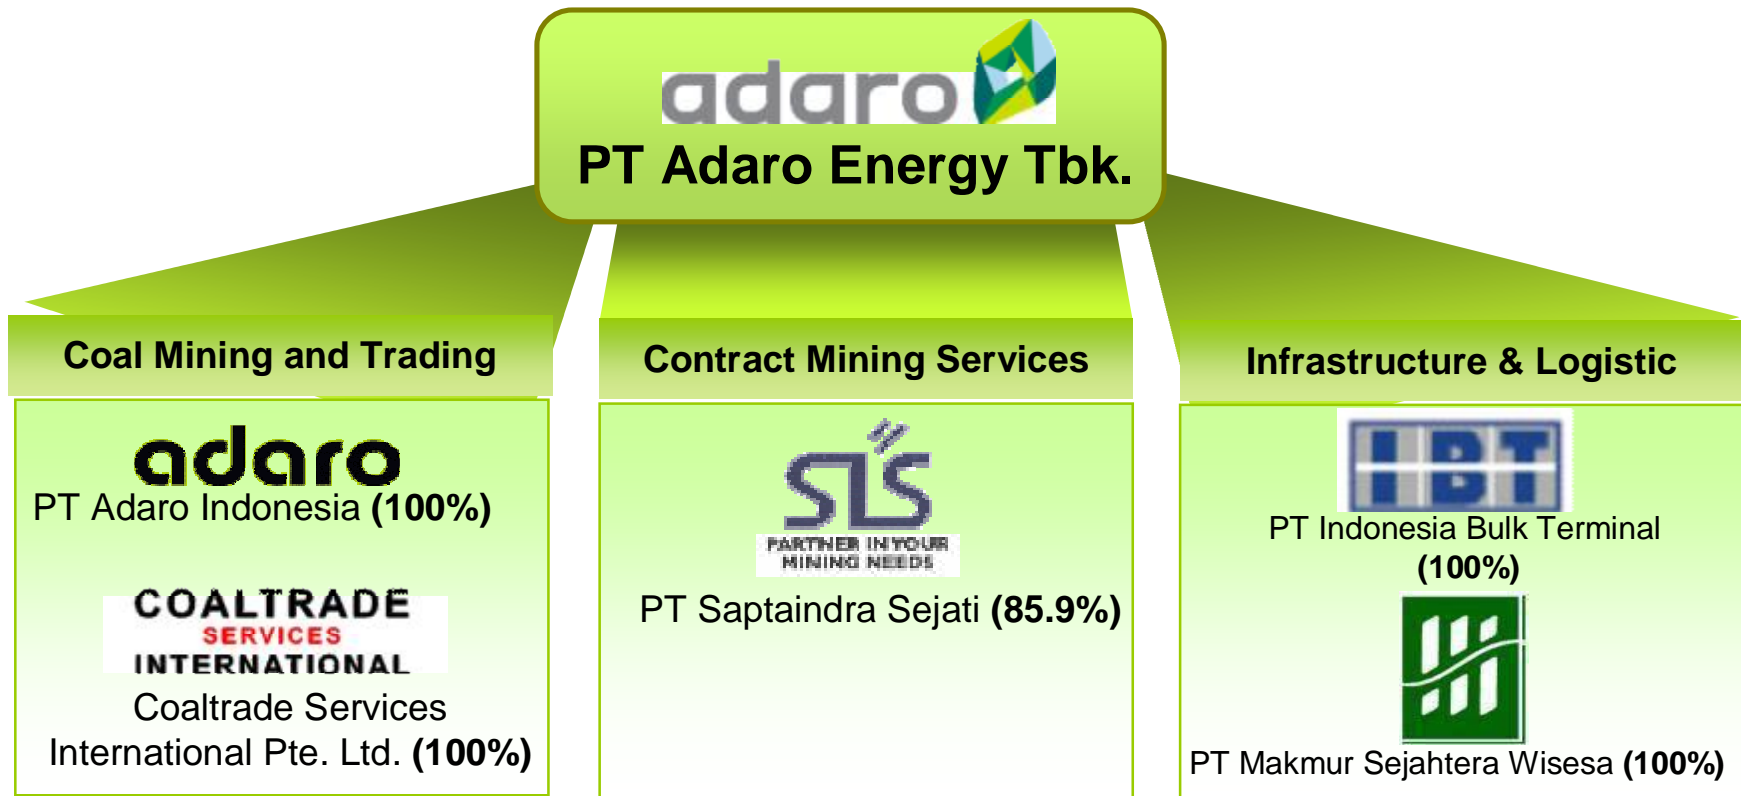 adaro
PT Adaro Energy Tbk.
Coal Mining and Trading
adaro
PT Adaro Indonesia (100%)
COALTRADE
SERVICES
INTERNATIONAL
Coaltrade Services
International Pte. Ltd. (100%)
Contract Mining Services
SIS
PARTNER IN YOUR
MINING NEEDS
PT Saptaindra Sejati (85.9%)
Infrastructure & Logistic
IBT
PT Indonesia Bulk Terminal
(100%)
PT Makmur Sejahtera Wisesa (100%)